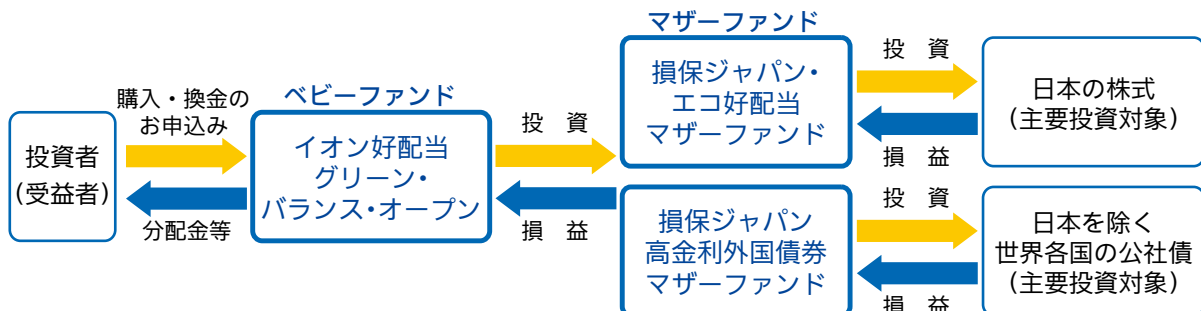 投資者
(受益者)
購入・換金の
お申込み
分配金等
ベビーファンド
イオン好配当
グリーン・
バランス・オープン
投　資
損　益
マザーファンド
損保ジャパン・
エコ好配当
マザーファンド
損保ジャパン
高金利外国債券
マザーファンド
投　資
損　益
日本の株式
(主要投資対象)
投　資
損　益
日本を除く
世界各国の公社債
(主要投資対象)